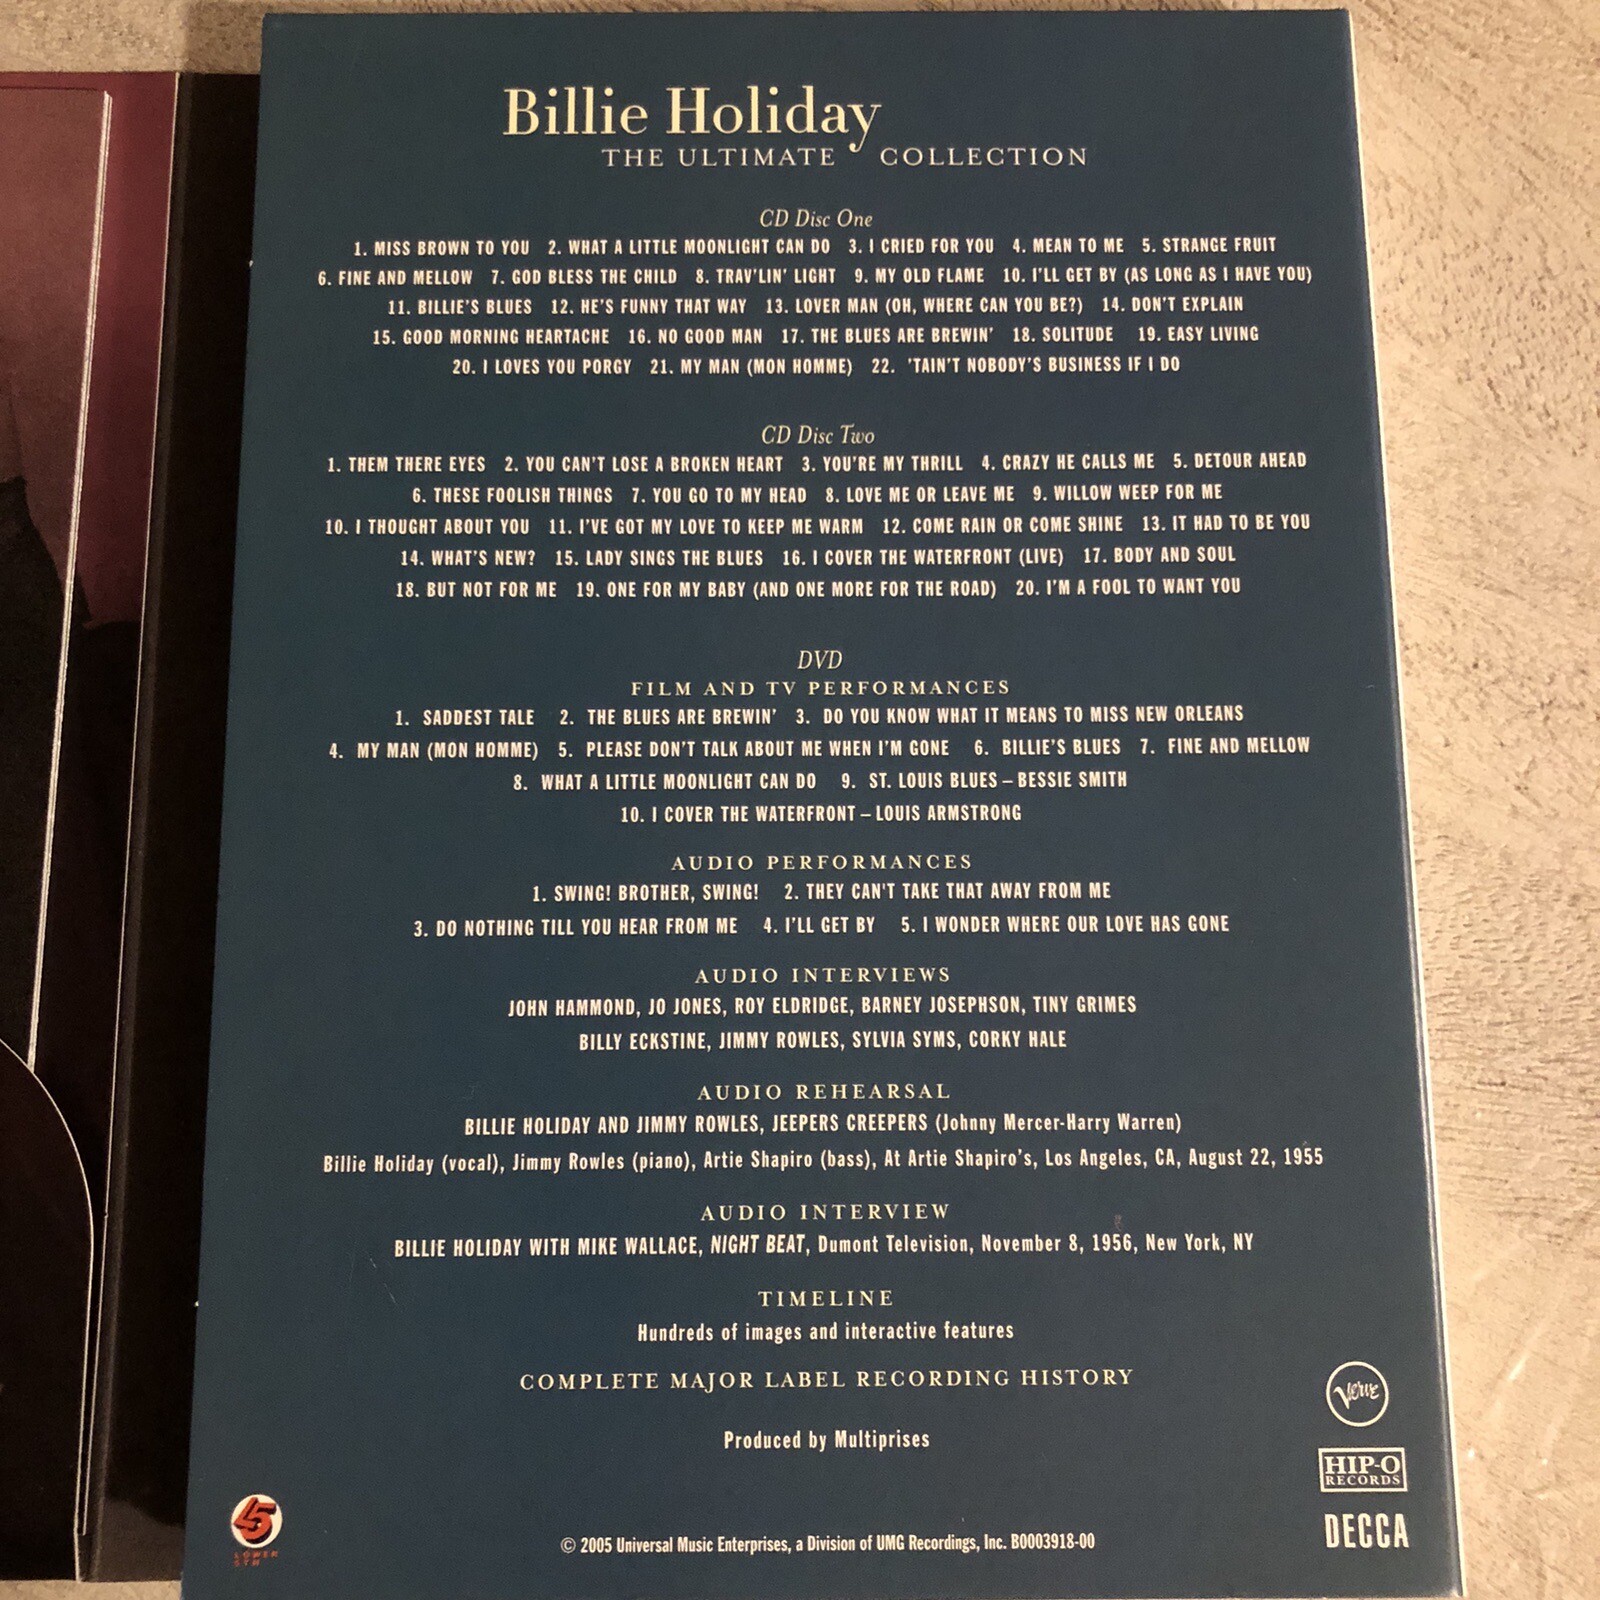 Billie Holiday
THE ULTIMATE COLLECTION
CD Disc One
1. MISS BROWN TO YOU 2. WHAT A LITTLE MOONLIGHT CAN DO 3. I CRIED FOR YOU 4. MEAN TO ME 5. STRANGE FRUIT
6. FINE AND MELLOW 7. GOD BLESS THE CHILD 8. TRAV'LIN' LIGHT 9. MY OLD FLAME 10. I'LL GET BY (AS LONG AS I HAVE YOU)
11. BILLIE'S BLUES 12. HE'S FUNNY THAT WAY 13. LOVER MAN (OH, WHERE CAN YOU BE?) 14. DON'T EXPLAIN
15. GOOD MORNING HEARTACHE 16. NO GOOD MAN 17. THE BLUES ARE BREWIN' 18. SOLITUDE 19. EASY LIVING
20. I LOVES YOU PORGY 21. MY MAN (MON HOMME) 22. 'TAIN'T NOBODY'S BUSINESS IF I DO
CD Disc Two
1. THEM THERE EYES 2. YOU CAN'T LOSE A BROKEN HEART 3. YOU'RE MY THRILL 4. CRAZY HE CALLS ME 5. DETOUR AHEAD
6. THESE FOOLISH THINGS 7. YOU GO TO MY HEAD 8. LOVE ME OR LEAVE ME 9. WILLOW WEEP FOR ME
10. I THOUGHT ABOUT YOU 11. I'VE GOT MY LOVE TO KEEP ME WARM 12. COME RAIN OR COME SHINE 13. IT HAD TO BE YOU
14. WHAT'S NEW? 15. LADY SINGS THE BLUES 16. I COVER THE WATERFRONT (LIVE) 17. BODY AND SOUL
18. BUT NOT FOR ME 19. ONE FOR MY BABY (AND ONE MORE FOR THE ROAD) 20. I'M A FOOL TO WANT YOU
DVD
FILM AND TV PERFORMANCES
1. SADDEST TALE 2. THE BLUES ARE BREWIN' 3. DO YOU KNOW WHAT IT MEANS TO MISS NEW ORLEANS
4. MY MAN (MON HOMME) 5. PLEASE DON'T TALK ABOUT ME WHEN I'M GONE 6. BILLIE'S BLUES 7. FINE AND MELLOW
8. WHAT A LITTLE MOONLIGHT CAN DO 9. ST. LOUIS BLUES – BESSIE SMITH
10. I COVER THE WATERFRONT – LOUIS ARMSTRONG
AUDIO PERFORMANCES
1. SWING! BROTHER, SWING! 2. THEY CAN'T TAKE THAT AWAY FROM ME
3. DO NOTHING TILL YOU HEAR FROM ME 4. I'LL GET BY 5. I WONDER WHERE OUR LOVE HAS GONE
AUDIO INTERVIEWS
JOHN HAMMOND, JO JONES, ROY ELDRIDGE, BARNEY JOSEPHSON, TINY GRIMES
BILLY ECKSTINE, JIMMY ROWLES, SYLVIA SYMS, CORKY HALE
AUDIO REHEARSAL
BILLIE HOLIDAY AND JIMMY ROWLES, JEEPERS CREEPERS (Johnny Mercer-Harry Warren)
Billie Holiday (vocal), Jimmy Rowles (piano), Artie Shapiro (bass), At Artie Shapiro's, Los Angeles, CA, August 22, 1955
AUDIO INTERVIEW
BILLIE HOLIDAY WITH MIKE WALLACE, NIGHT BEAT, Dumont Television, November 8, 1956, New York, NY
TIMELINE
Hundreds of images and interactive features
COMPLETE MAJOR LABEL RECORDING HISTORY
Verve
Produced by Multiprises
HIP-O
RECORDS
5
LOWER
5TH
DECCA
© 2005 Universal Music Enterprises, a Division of UMG Recordings, Inc. B0003918-00